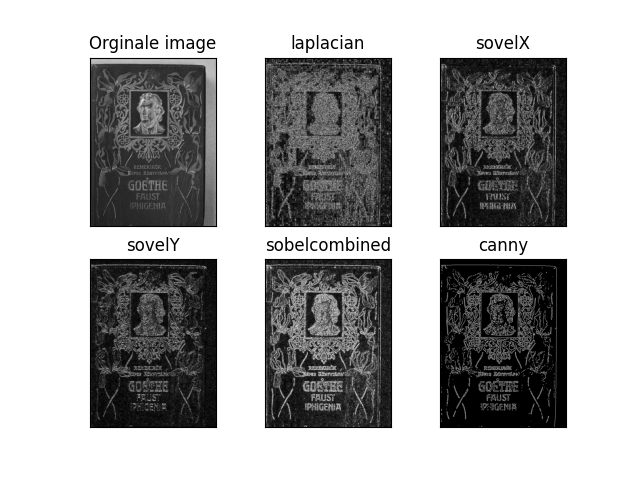 Orginale image
laplacian
sovelX
GOETHE
FAUST
IPHIGENIA
GOETHE
FAUST
IPHIGENIA
GOETHE
FAUST
IPHIGENIA
sovelY
sobelcombined
canny
GOETHE
FAUST
IPHIGENIA
GOETHE
FAUST
IPHIGENIA
GOETHE
FAUST
IPHIGENIA